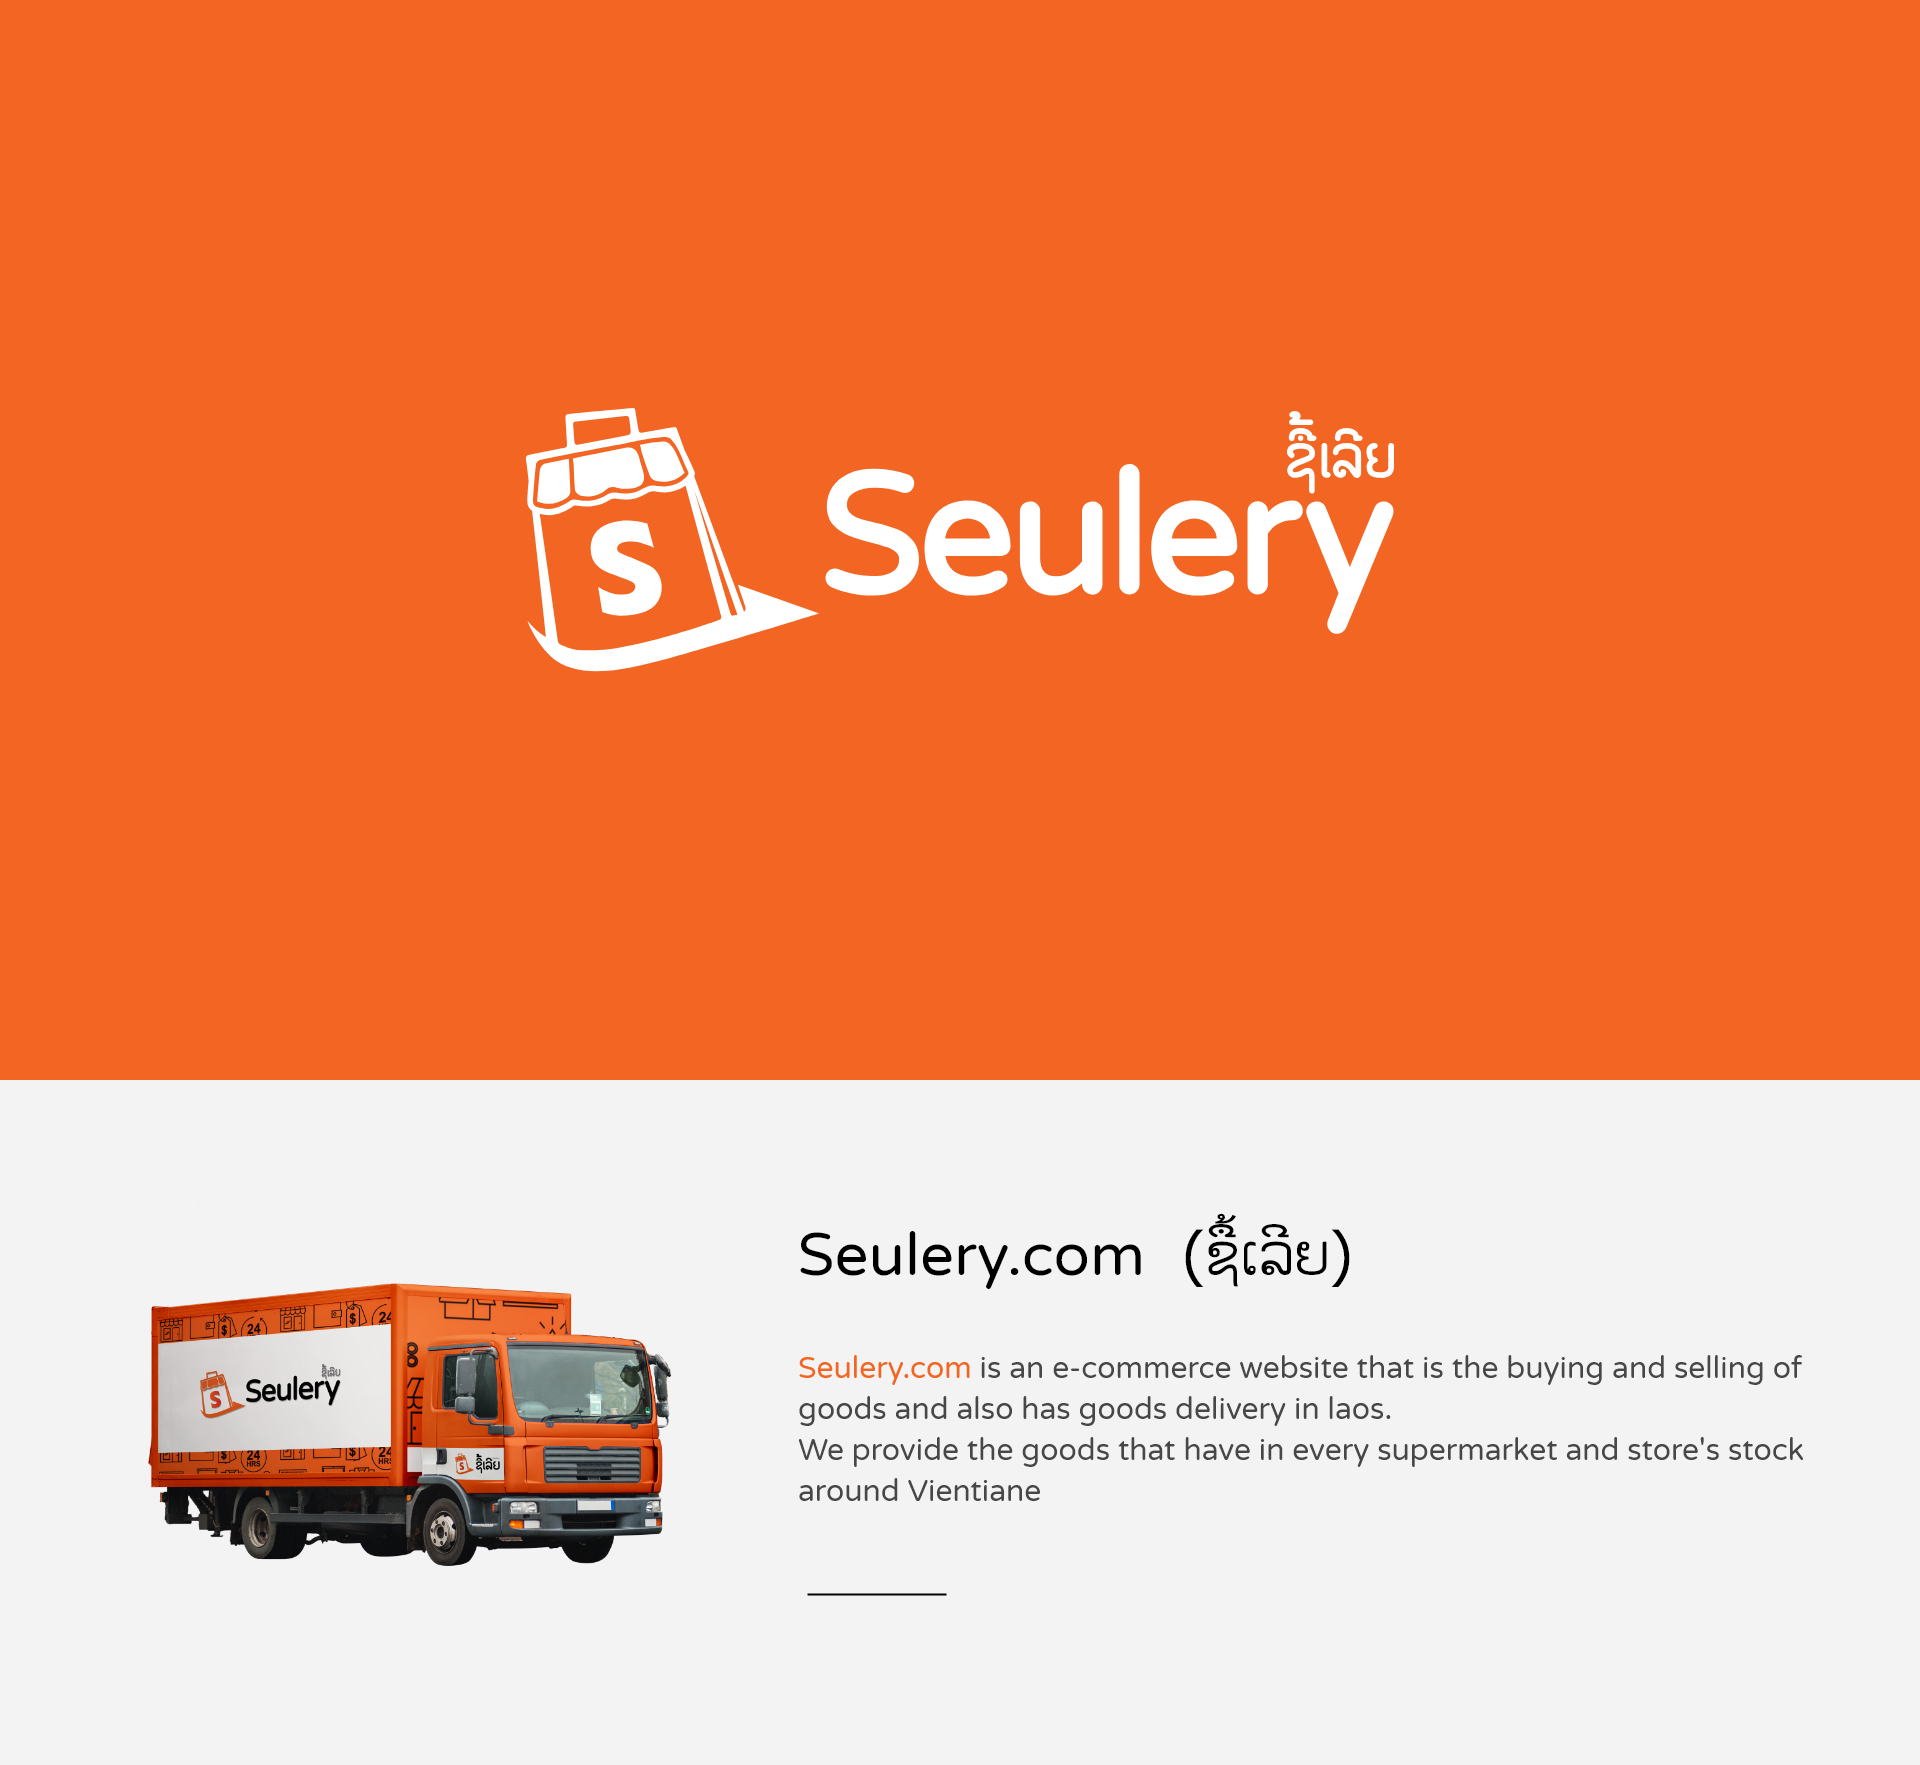 S
ຊື້ເລີຍ
Seulery
Seulery.com (ຊື້ເລີຍ)
Seulery.com is an e-commerce website that is the buying and selling of
goods and also has goods delivery in laos.
We provide the goods that have in every supermarket and store's stock
around Vientiane
$
24
$
24
S
ຊື້ເລີຍ
Seulery
24
HRS
$
24
HRS
S
ຊື້ເລີຍ